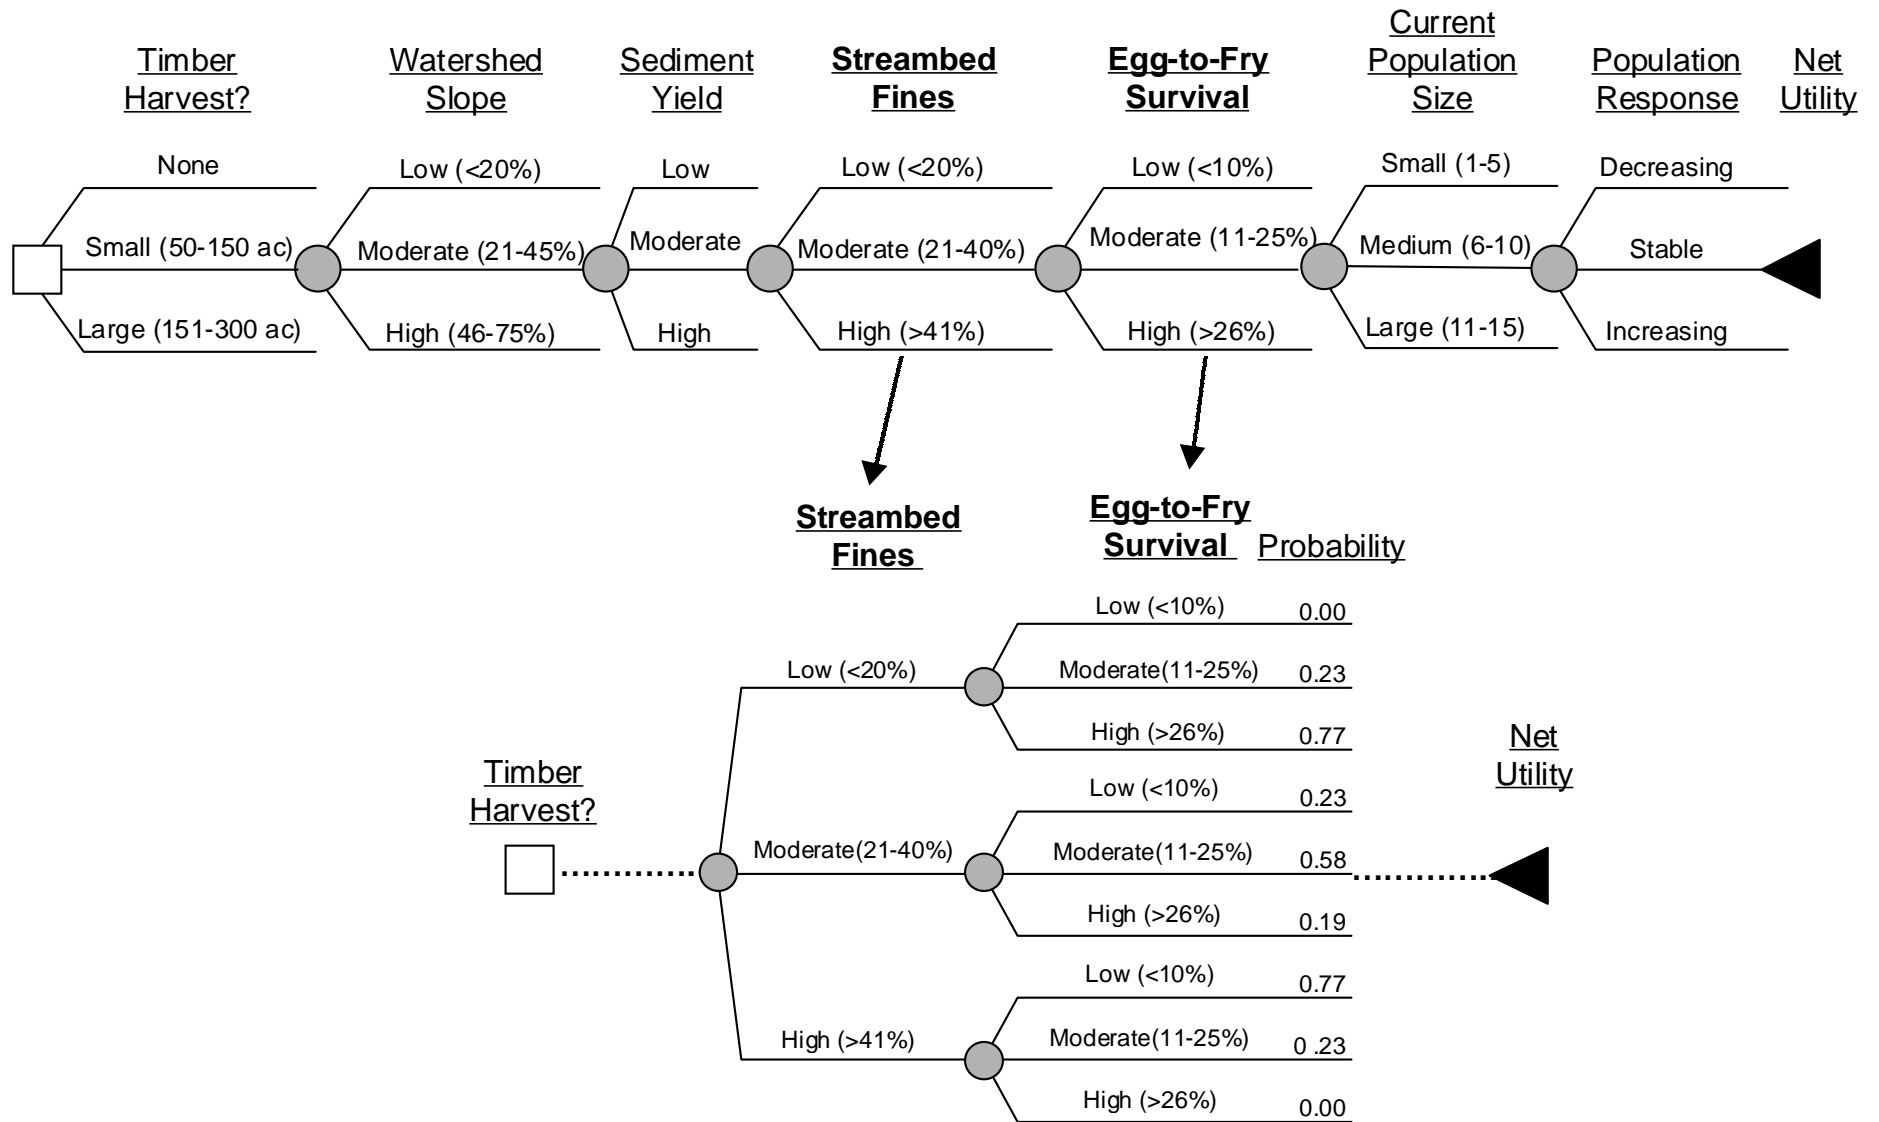 Timber
Harvest?
Watershed
Slope
Sediment
Yield
Streambed
Fines
Egg-to-Fry
Survival
Current
Population
Size
Population
Response
Net
Utility
None
Small (50-150 ac)
Large (151-300 ac)
Low (<20%)
Moderate (21-45%)
High (46-75%)
Low
Moderate
High
Low (<20%)
Moderate (21-40%)
High (>41%)
Low (<10%)
Moderate (11-25%)
High (>26%)
Small (1-5)
Medium (6-10)
Large (11-15)
Decreasing
Stable
Increasing
Streambed
Fines
Egg-to-Fry
Survival
Probability
Timber
Harvest?
Low (<20%)
Low (<10%) 0.00
Moderate(11-25%) 0.23
High (>26%) 0.77
Moderate(21-40%)
Low (<10%) 0.23
Moderate(11-25%) 0.58
High (>26%) 0.19
High (>41%)
Low (<10%) 0.77
Moderate(11-25%) 0 .23
High (>26%) 0.00
Net
Utility